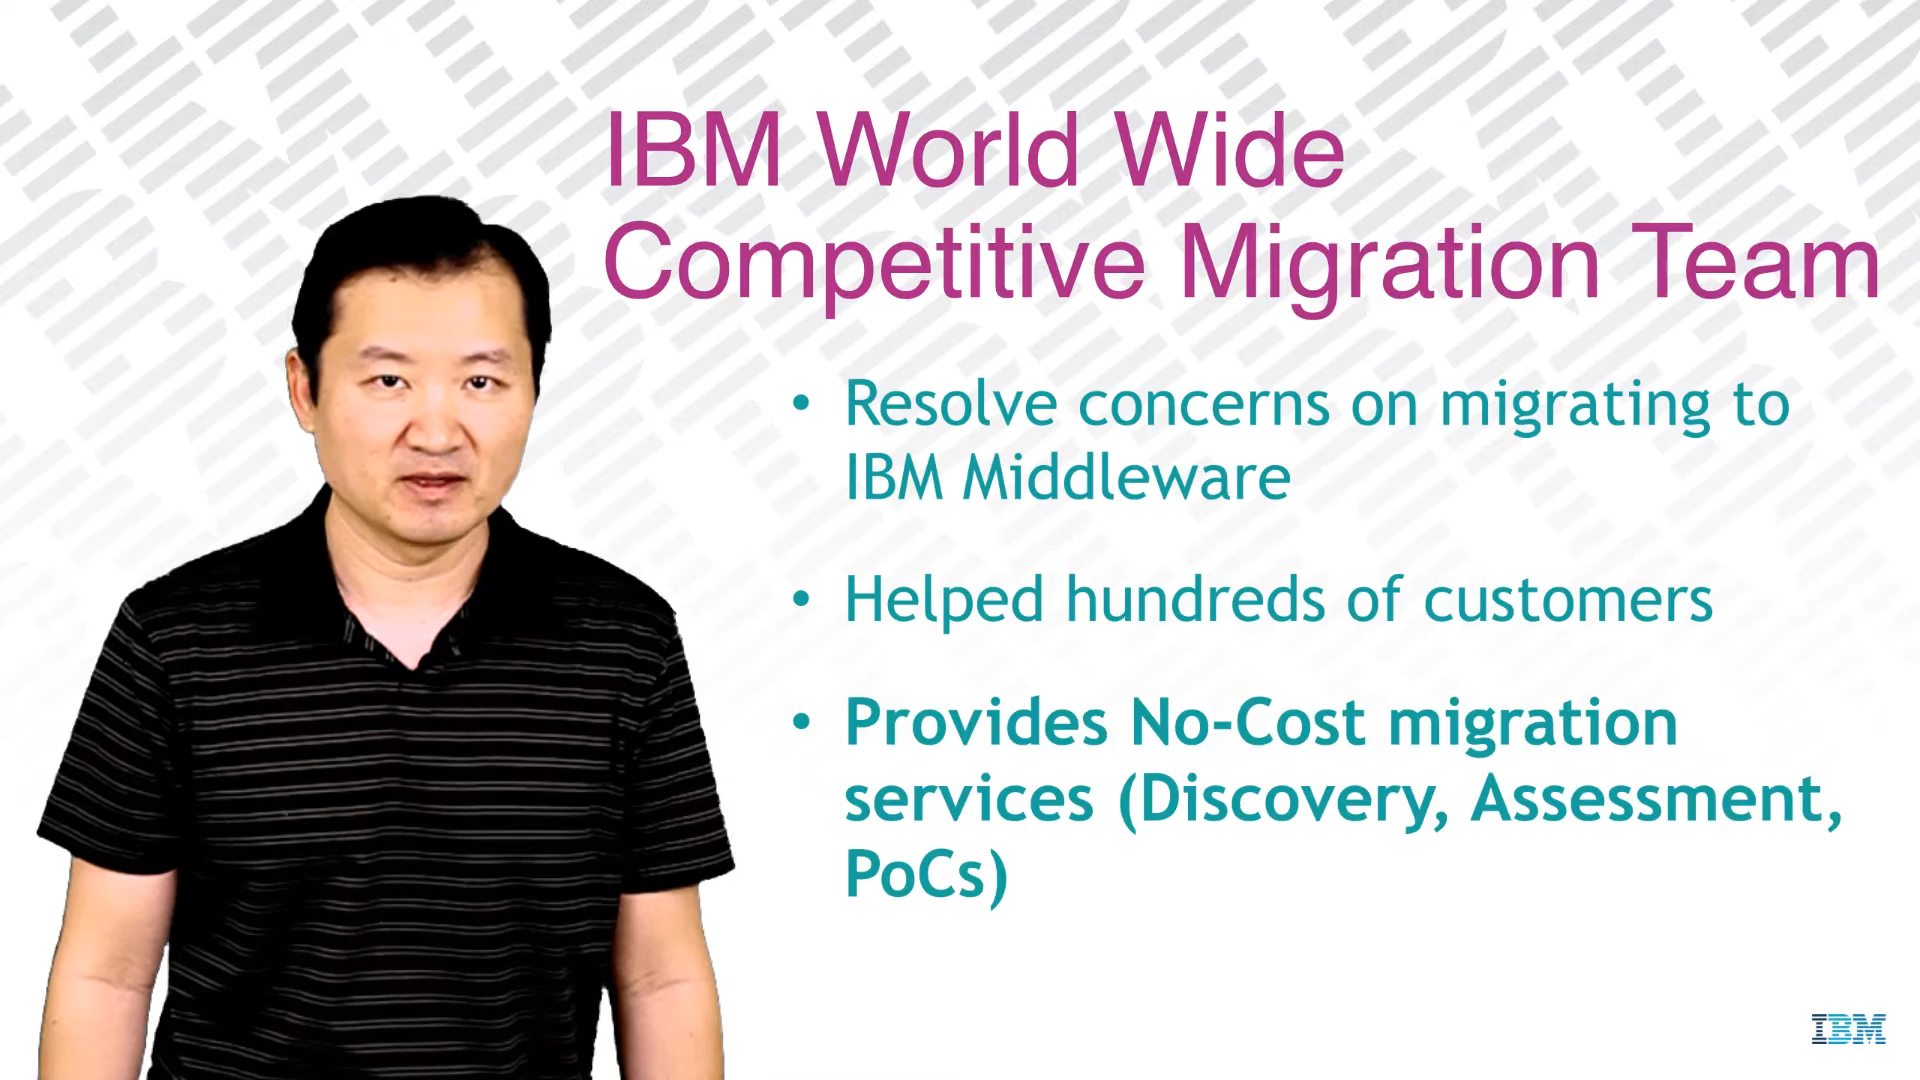 IBM World Wide
Competitive Migration Team
• Resolve concerns on migrating to
IBM Middleware
• Helped hundreds of customers
• Provides No-Cost migration
services (Discovery, Assessment,
PoCs)
IBM